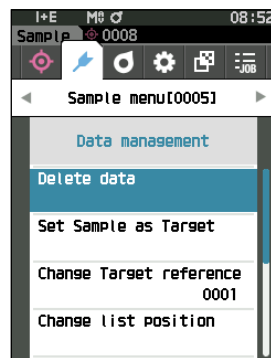 I+E M0 08:52
Sample 0008
-JOB
Sample menu[0005]
Data management
Delete data
Set Sample as Target
Change Target reference
0001
Change list position